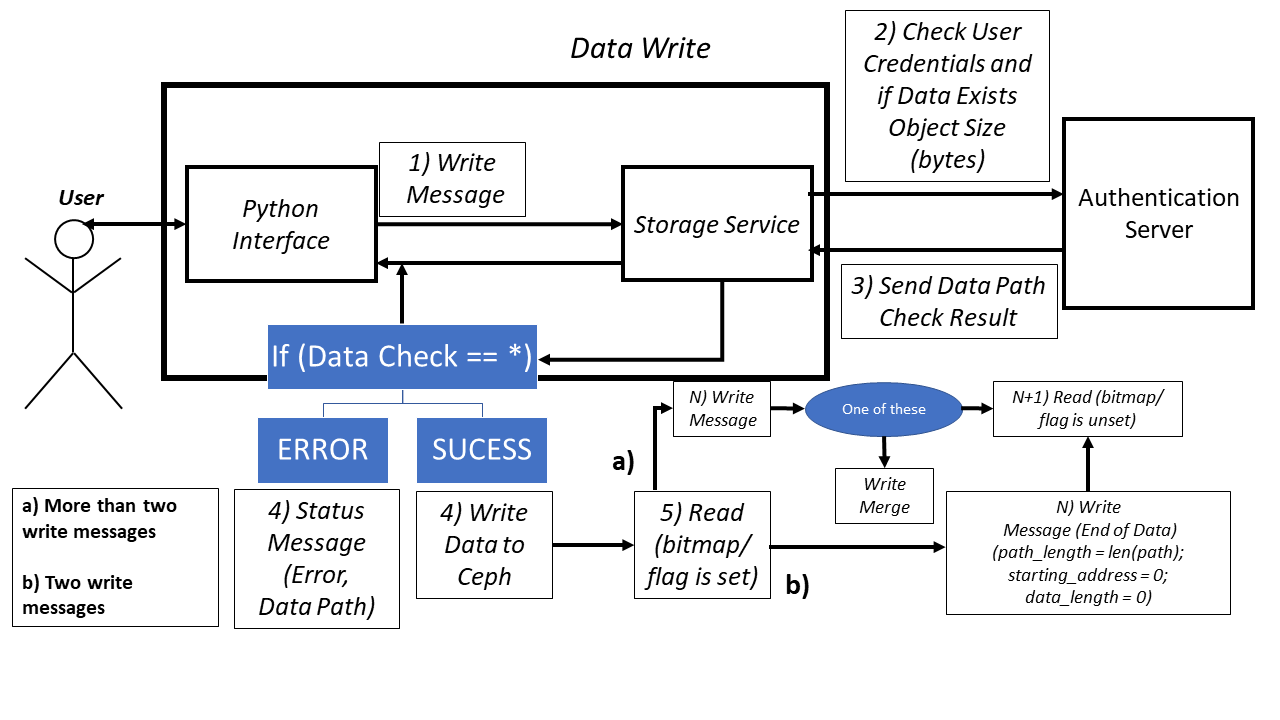 Data Write
2) Check User
Credentials and
if Data Exists
Object Size
(bytes)
1) Write
Message
User
Python
Interface
Storage Service
Authentication
Server
3) Send Data Path
Check Result
If (Data Check == *)
ERROR
SUCESS
N) Write
Message
One of these
N+1) Read (bitmap/
flag is unset)
a)
Write
Merge
a) More than two
write messages
b) Two write
messages
4) Status
Message
(Error,
Data Path)
4) Write
Data to
Ceph
5) Read
(bitmap/
flag is set)
b)
N) Write
Message (End of Data)
(path_length = len(path);
starting_address = 0;
data_length = 0)